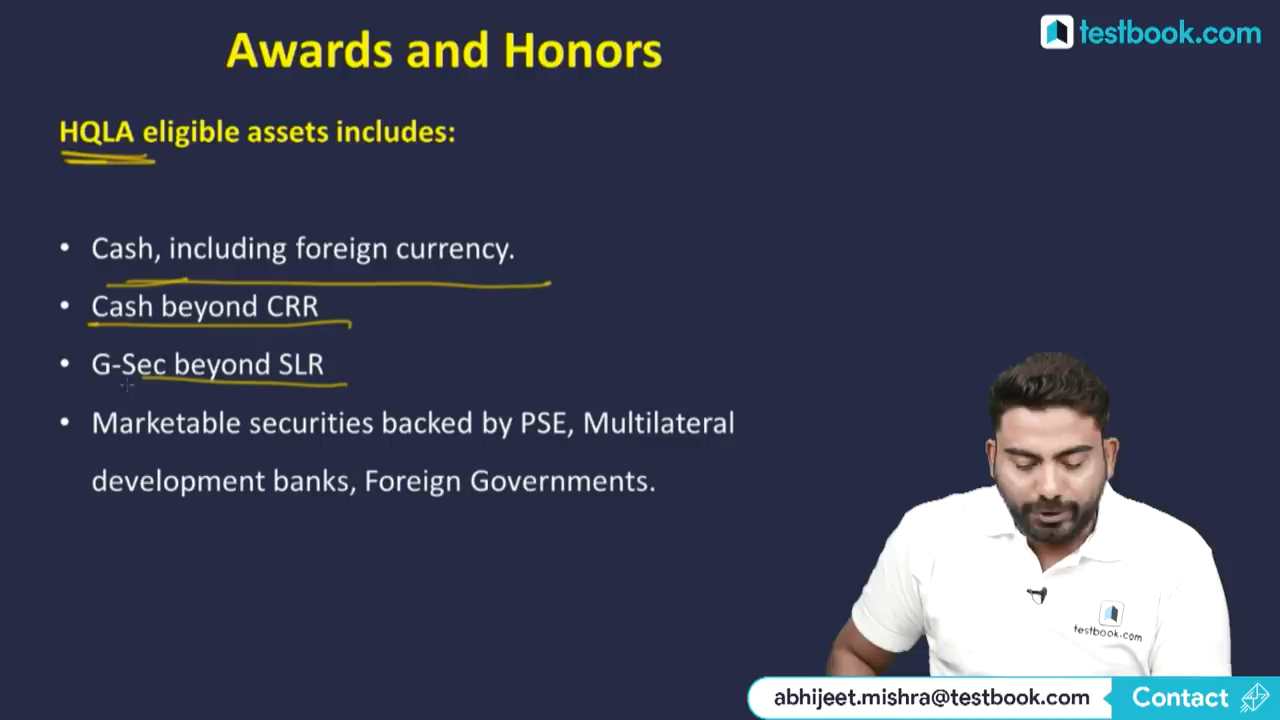 Awards and Honors
testbook.com
HQLA eligible assets includes:
• Cash, including foreign currency.
• Cash beyond CRR
• G-Sec beyond SLR
• Marketable securities backed by PSE, Multilateral
development banks, Foreign Governments.
testbook.com
abhijeet.mishra@testbook.com Contact